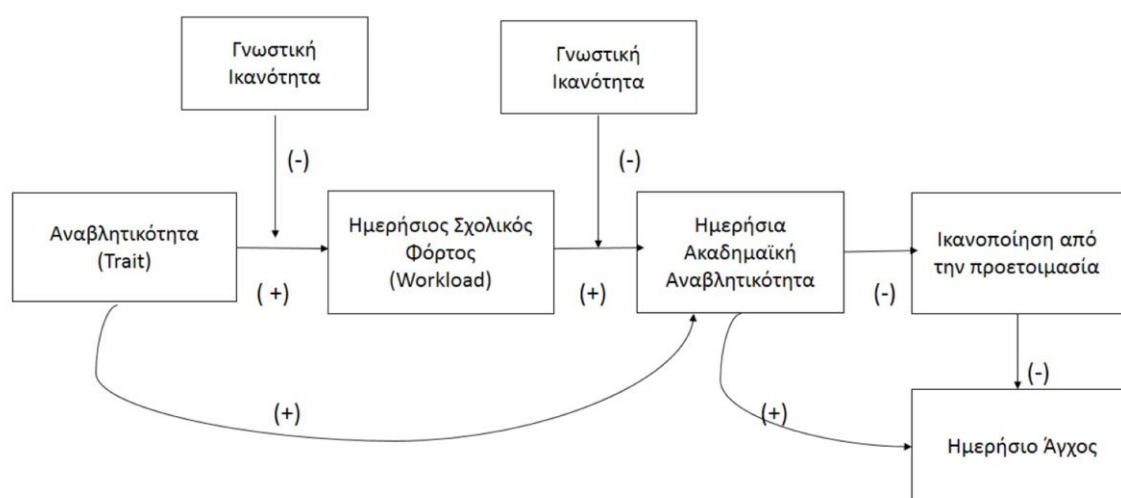 Γνωστική
Ικανότητα
Γνωστική
Ικανότητα
(-)
(-)
Αναβλητικότητα
(Trait)
Ημερήσιος Σχολικός
Φόρτος
(Workload)
Ημερήσια
Ακαδημαϊκή
Αναβλητικότητα
Ικανοποίηση από
την προετοιμασία
( +)
(+)
(-)
(-)
(+)
(+)
Ημερήσιο Άγχος